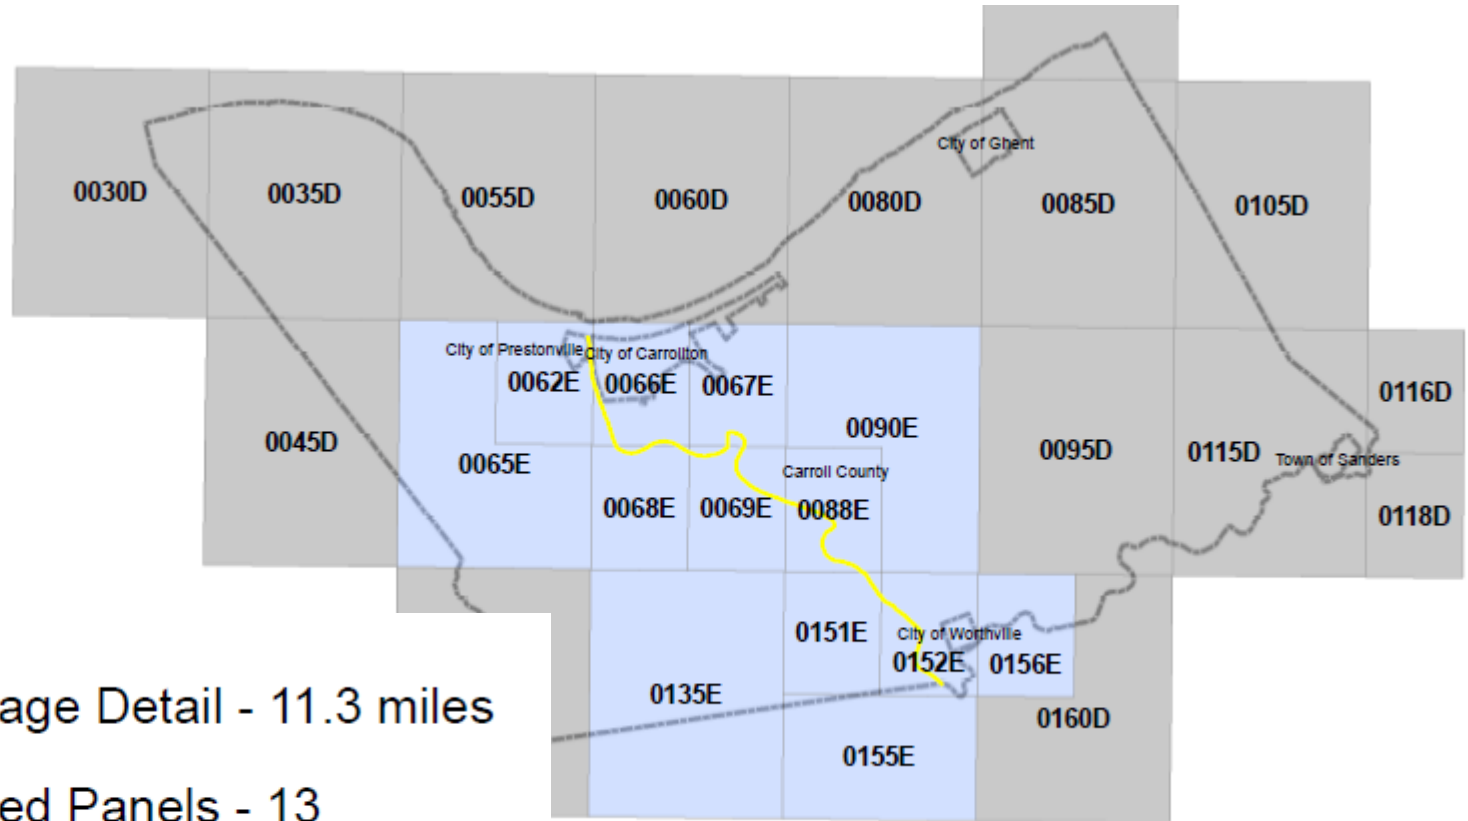 City of Ghent
0030D
0035D
0055D
0060D
0080D
0085D
0105D
City of Prestonville
City of Carrollton
0062E
0066E
0067E
0116D
0045D
0065E
0090E
0095D
0115D
Town of Sanders
Carroll County
0068E
0069E
0088E
0118D
0151E
City of Worthville
0152E
0156E
0135E
0160D
0155E
age Detail - 11.3 miles
ed Panels - 13